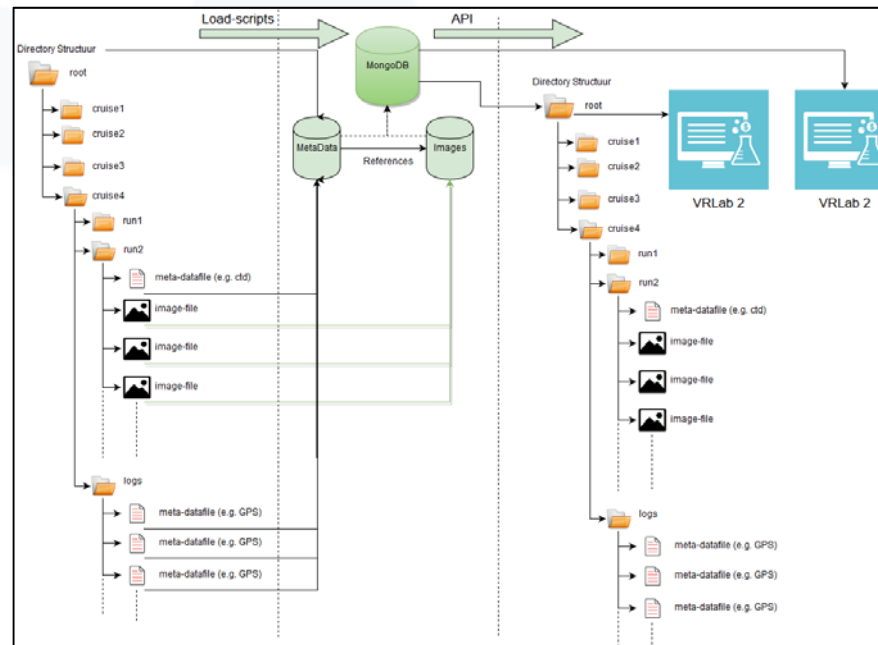 Load-scripts
API
Directory Structuur
root
cruise1
cruise2
cruise3
cruise4
run1
run2
meta-datafile (e.g. ctd)
image-file
image-file
image-file
logs
meta-datafile (e.g. GPS)
meta-datafile (e.g. GPS)
meta-datafile (e.g. GPS)
MongoDB
MetaData
Images
References
Directory Structuur
root
cruise1
cruise2
cruise3
cruise4
run1
run2
meta-datafile (e.g. ctd)
image-file
image-file
image-file
logs
meta-datafile (e.g. GPS)
meta-datafile (e.g. GPS)
meta-datafile (e.g. GPS)
VRLab 2
VRLab 2